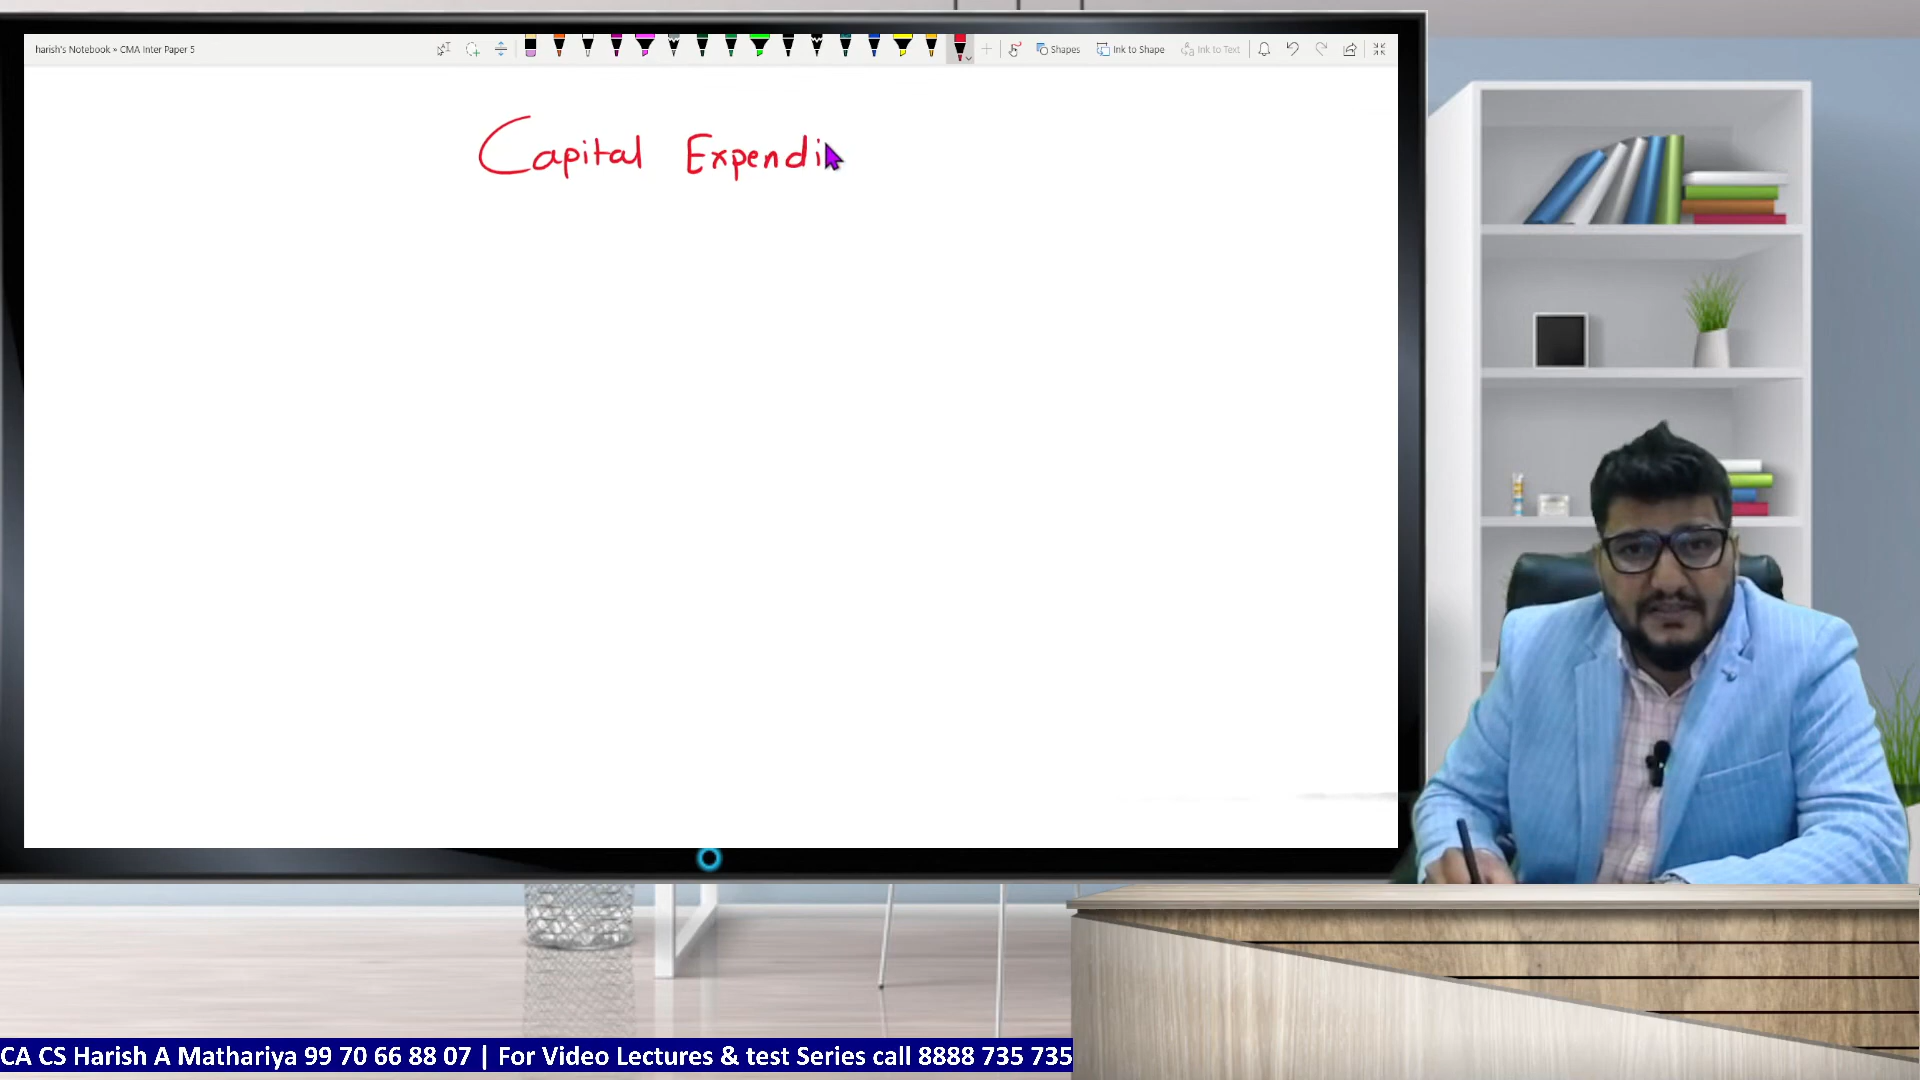 harish's Notebook » CMA Inter Paper 5
Shapes Ink to Shape Ink to Text
Capital Expendi
CA CS Harish A Mathariya 99 70 66 88 07 | For Video Lectures & test Series call 8888 735 735